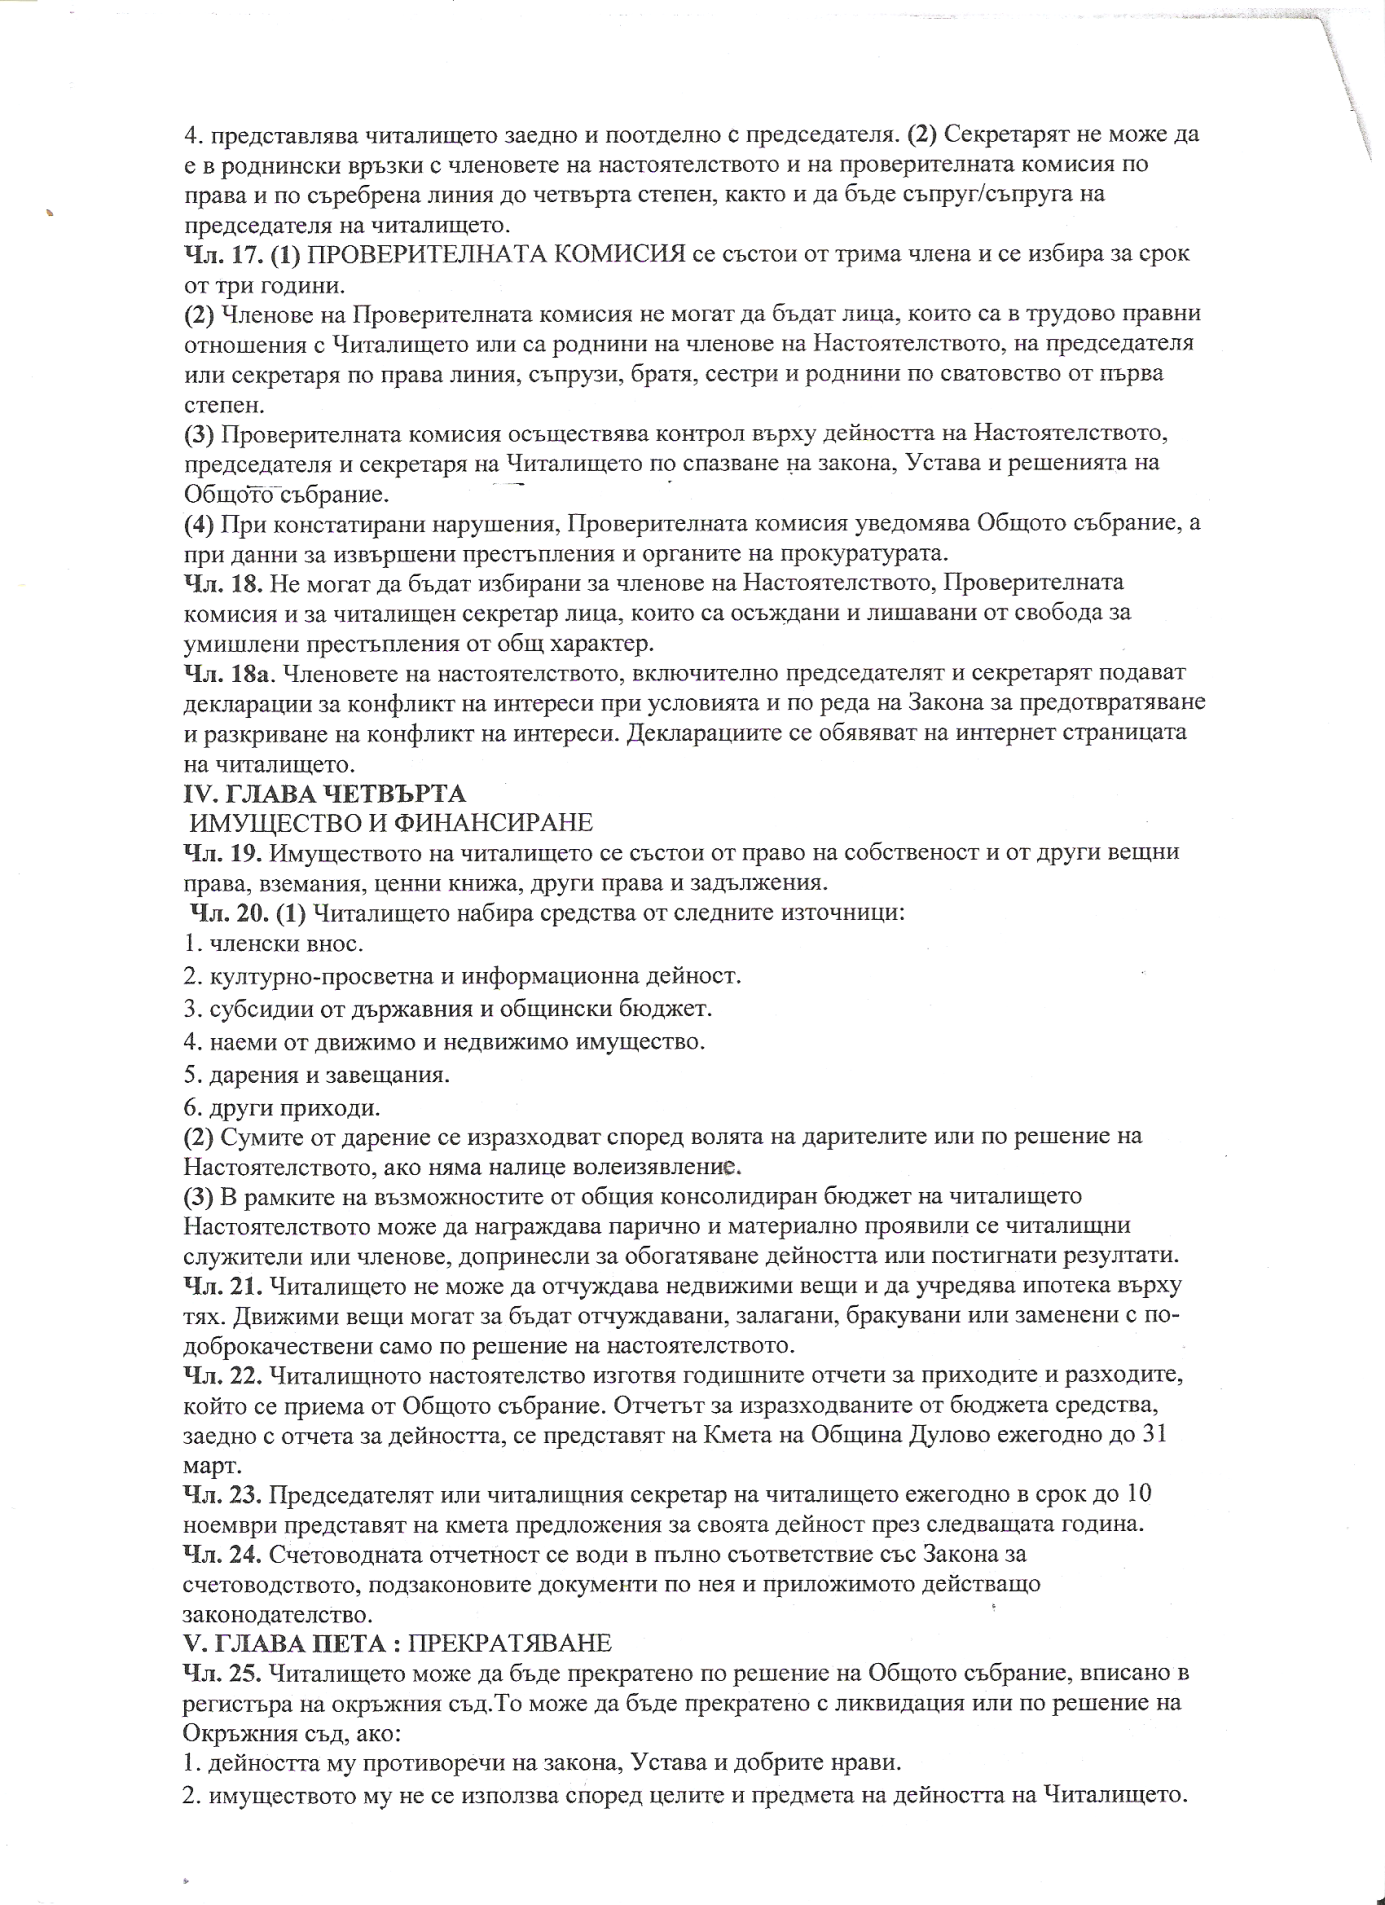 4. представлява читалището заедно и поотделно с председателя. (2) Секретарят не може да
е в роднински връзки с членовете на настоятелството и на проверителната комисия по
права и по съребрена линия до четвърта степен, както и да бъде съпруг/съпруга на
председателя на читалището.
Чл. 17. (1) ПРОВЕРИТЕЛНАТА КОМИСИЯ се състои от трима члена и се избира за срок
от три години.
(2) Членове на Проверителната комисия не могат да бъдат лица, които са в трудово правни
отношения с Читалището или са роднини на членове на Настоятелството, на председателя
или секретаря по права линия, съпрузи, братя, сестри и роднини по сватовство от първа
степен.
(3) Проверителната комисия осъществява контрол върху дейността на Настоятелството,
председателя и секретаря на Читалището по спазване на закона, Устава и решенията на
Общото събрание.
(4) При констатирани нарушения, Проверителната комисия уведомява Общото събрание, а
при данни за извършени престъпления и органите на прокуратурата.
Чл. 18. Не могат да бъдат избирани за членове на Настоятелството, Проверителната
комисия и за читалищен секретар лица, които са осъждани и лишавани от свобода за
умишлени престъпления от общ характер.
Чл. 18а. Членовете на настоятелството, включително председателят и секретарят подават
декларации за конфликт на интереси при условията и по реда на Закона за предотвратяване
и разкриване на конфликт на интереси. Декларациите се обявяват на интернет страницата
на читалището.
IV. ГЛАВА ЧЕТВЪРТА
ИМУЩЕСТВО И ФИНАНСИРАНЕ
Чл. 19. Имуществото на читалището се състои от право на собственост и от други вещни
права, вземания, ценни книжа, други права и задължения.
Чл. 20. (1) Читалището набира средства от следните източници:
1. членски внос.
2. културно-просветна и информационна дейност.
3. субсидии от държавния и общински бюджет.
4. наеми от движимо и недвижимо имущество.
5. дарения и завещания.
6. други приходи.
(2) Сумите от дарение се изразходват според волята на дарителите или по решение на
Настоятелството, ако няма налице волеизявление.
(3) В рамките на възможностите от общия консолидиран бюджет на читалището
Настоятелството може да награждава парично и материално проявили се читалищни
служители или членове, допринесли за обогатяване дейността или постигнати резултати.
Чл. 21. Читалището не може да отчуждава недвижими вещи и да учредява ипотека върху
тях. Движими вещи могат за бъдат отчуждавани, залагани, бракувани или заменени с по-
доброкачествени само по решение на настоятелството.
Чл. 22. Читалищното настоятелство изготвя годишните отчети за приходите и разходите,
който се приема от Общото събрание. Отчетът за изразходваните от бюджета средства,
заедно с отчета за дейността, се представят на Кмета на Община Дулово ежегодно до 31
март.
Чл. 23. Председателят или читалищния секретар на читалището ежегодно в срок до 10
ноември представят на кмета предложения за своята дейност през следващата година.
Чл. 24. Счетоводната отчетност се води в пълно съответствие със Закона за
счетоводството, подзаконовите документи по нея и приложимото действащо
законодателство.
V. ГЛАВА ПЕТА : ПРЕКРАТЯВАНЕ
Чл. 25. Читалището може да бъде прекратено по решение на Общото събрание, вписано в
регистъра на окръжния съд.То може да бъде прекратено с ликвидация или по решение на
Окръжния съд, ако:
1. дейността му противоречи на закона, Устава и добрите нрави.
2. имуществото му не се използва според целите и предмета на дейността на Читалището.